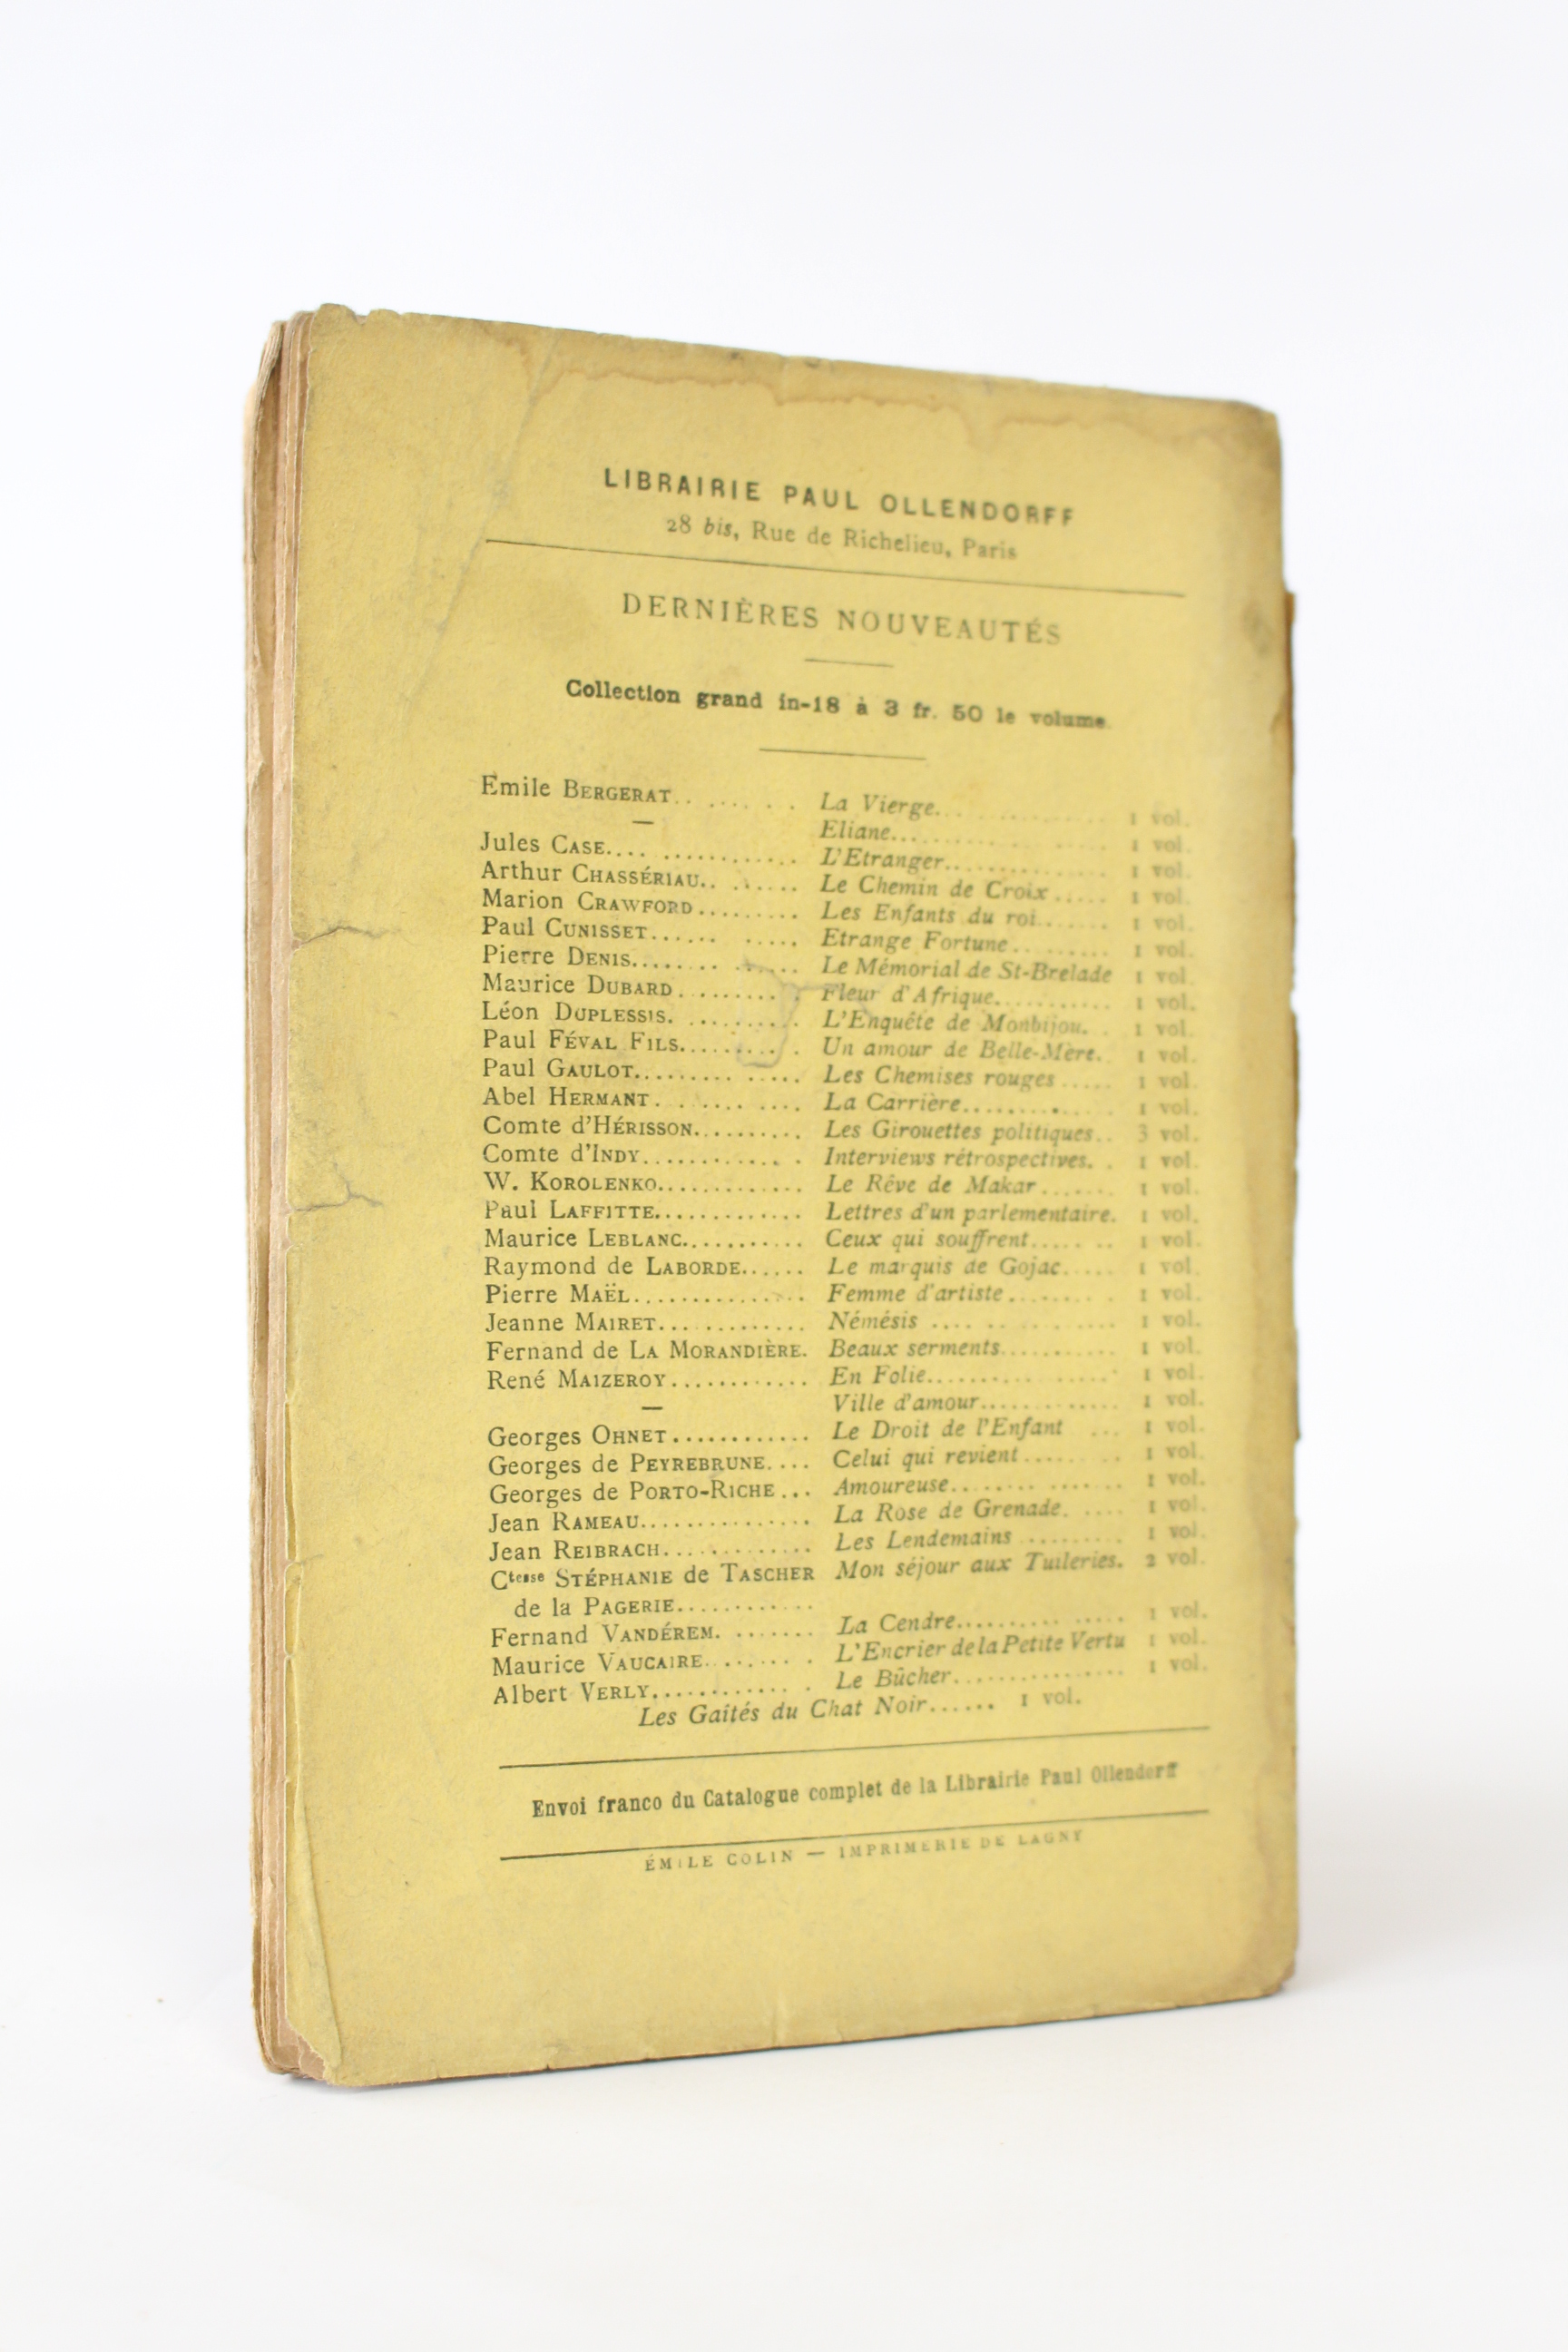 LIBRAIRIE PAUL OLLENDORFF
28 bis, Rue de Richelieu, Paris
DERNIÈRES NOUVEAUTÉS
Collection grand in-18 à 3 fr. 50 le volume
Emile BERGERAT........ La Vierge............ 1 vol.
— Eliane............ 1 vol.
Jules CASE............ L'Etranger............ 1 vol.
Arthur CHASSÉRIAU........ Le Chemin de Croix..... 1 vol.
Marion CRAWFORD......... Les Enfants du roi....... 1 vol.
Paul CUNISSET........... Etrange Fortune......... 1 vol.
Pierre DENIS............ Le Mémorial de St-Brelade 1 vol.
Maurice DUBARD.......... Fleur d'Afrique............ 1 vol.
Léon DUPLESSIS........... L'Enquête de Monbijou. . 1 vol.
Paul FÉVAL FILS.......... Un amour de Belle-Mère. 1 vol.
Paul GAULOT............. Les Chemises rouges..... 1 vol.
Abel HERMANT............ La Carrière............ 1 vol.
Comte d'HÉRISSON.......... Les Girouettes politiques.. 3 vol.
Comte d'INDY............. Interviews rétrospectives. . 1 vol.
W. KOROLENKO............. Le Rêve de Makar....... 1 vol.
Paul LAFFITTE............. Lettres d'un parlementaire. 1 vol.
Maurice LEBLANC........... Ceux qui souffrent....... 1 vol.
Raymond de LABORDE...... Le marquis de Gojac..... 1 vol.
Pierre MAËL............... Femme d'artiste......... 1 vol.
Jeanne MAIRET............. Némésis ............ 1 vol.
Fernand de LA MORANDIÈRE. Beaux serments........... 1 vol.
René MAIZEROY............ En Folie................ 1 vol.
— Ville d'amour............. 1 vol.
Georges OHNET............ Le Droit de l'Enfant ... 1 vol.
Georges de PEYREBRUNE.... Celui qui revient......... 1 vol.
Georges de PORTO-RICHE... Amoureuse............... 1 vol.
Jean RAMEAU............... La Rose de Grenade. .... 1 vol.
Jean REIBRACH............. Les Lendemains .......... 1 vol.
Ctesse STÉPHANIE de TASCHER Mon séjour aux Tuileries. 2 vol.
de la PAGERIE............
Fernand VANDÉREM. ....... La Cendre............... 1 vol.
Maurice VAUCAIRE......... L'Encrier de la Petite Vertu 1 vol.
Albert VERLY............. Le Bûcher................ 1 vol.
Les Gaîtés du Chat Noir...... 1 vol.
Envoi franco du Catalogue complet de la Librairie Paul Ollendorff
ÉMILE COLIN — IMPRIMERIE DE LAGNY